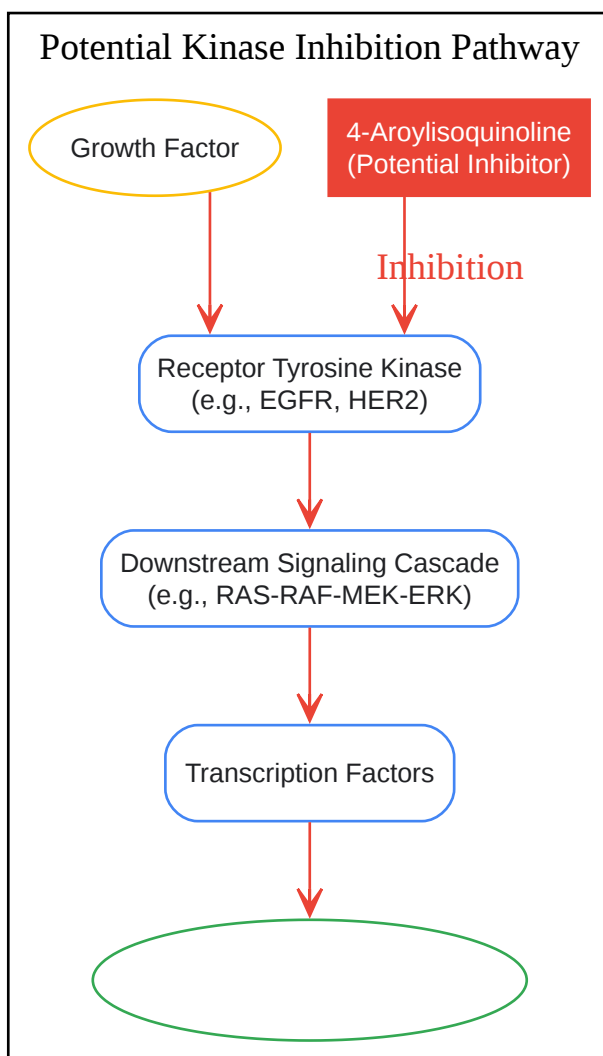 Potential Kinase Inhibition Pathway
Growth Factor
4-Aroylisoquinoline
(Potential Inhibitor)
Inhibition
Receptor Tyrosine Kinase
(e.g., EGFR, HER2)
Downstream Signaling Cascade
(e.g., RAS-RAF-MEK-ERK)
Transcription Factors